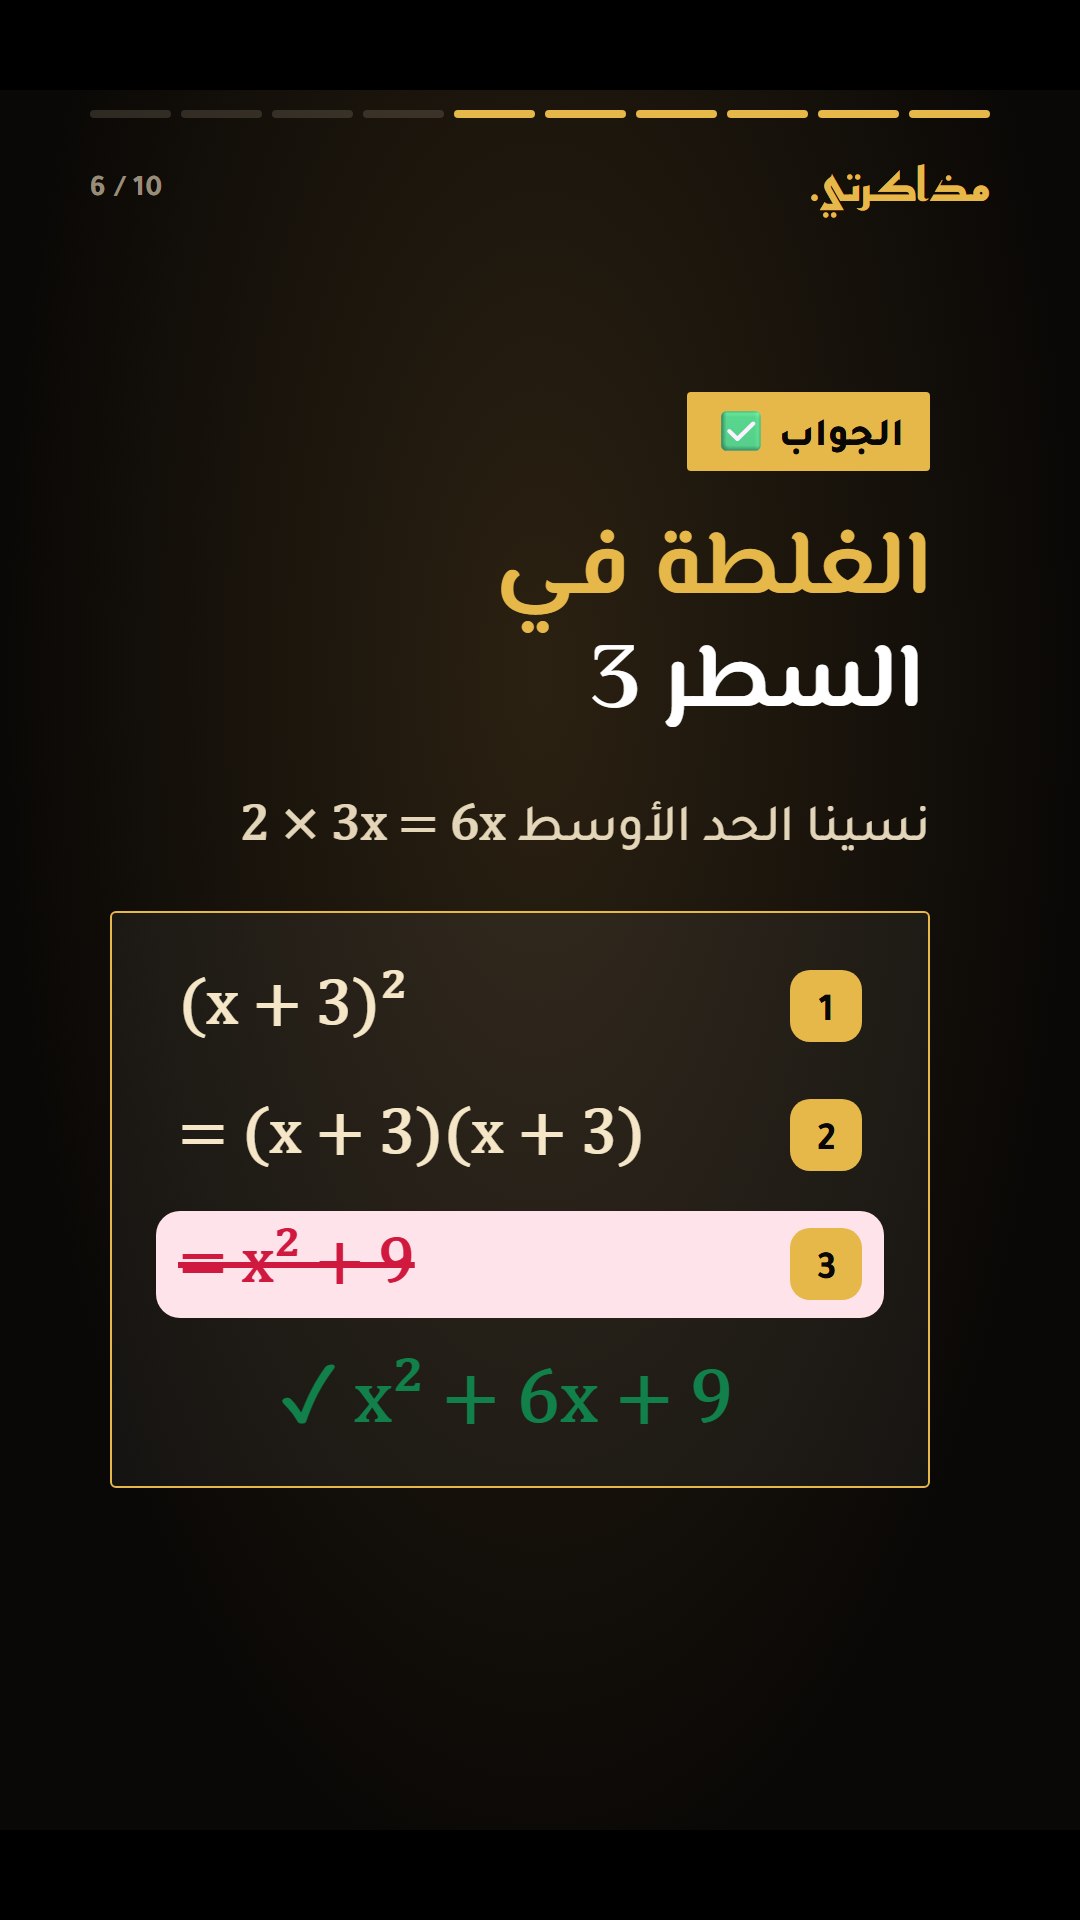 مذاكرتي.
6 / 10
الجواب ✅
الغلطة في
السطر 3
نسينا الحد الأوسط 2 × 3x = 6x
1 (x + 3)²
2 = (x + 3)(x + 3)
3 = x² + 9
✓ x² + 6x + 9